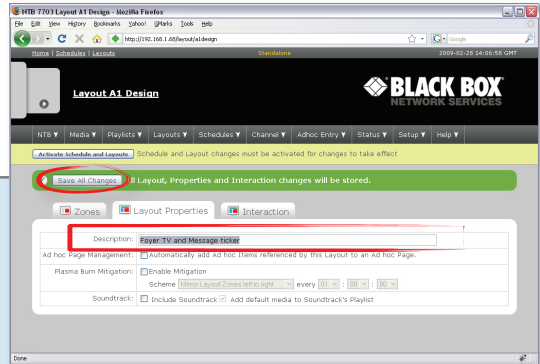 NTB 7703 Layout A1 Design - Mozilla Firefox
File Edit View History Bookmarks Yahoo! GMarks Tools Help
http://192.168.1.68/layout/a1design
Google
Home | Schedules | Layouts
Standalone
2009-02-28 14:06:58 GMT
Layout A1 Design
BLACK BOX
NETWORK SERVICES
NTB Media Playlists Layouts Schedules Channel Adhoc Entry Status Setup Help
Activate Schedule and Layouts Schedule and Layout changes must be activated for changes to take effect
Save All Changes All Layout, Properties and Interaction changes will be stored.
Zones Layout Properties Interaction
Description: Foyer TV and Message ticker
Ad hoc Page Management: Automatically add Ad hoc Items referenced by this Layout to an Ad hoc Page.
Plasma Burn Mitigation: Enable Mitigation
Scheme Minor Layout Zones left to right every 01 : 00 : 00
Soundtrack: Include Soundtrack Add default media to Soundtrack's Playlist
Done